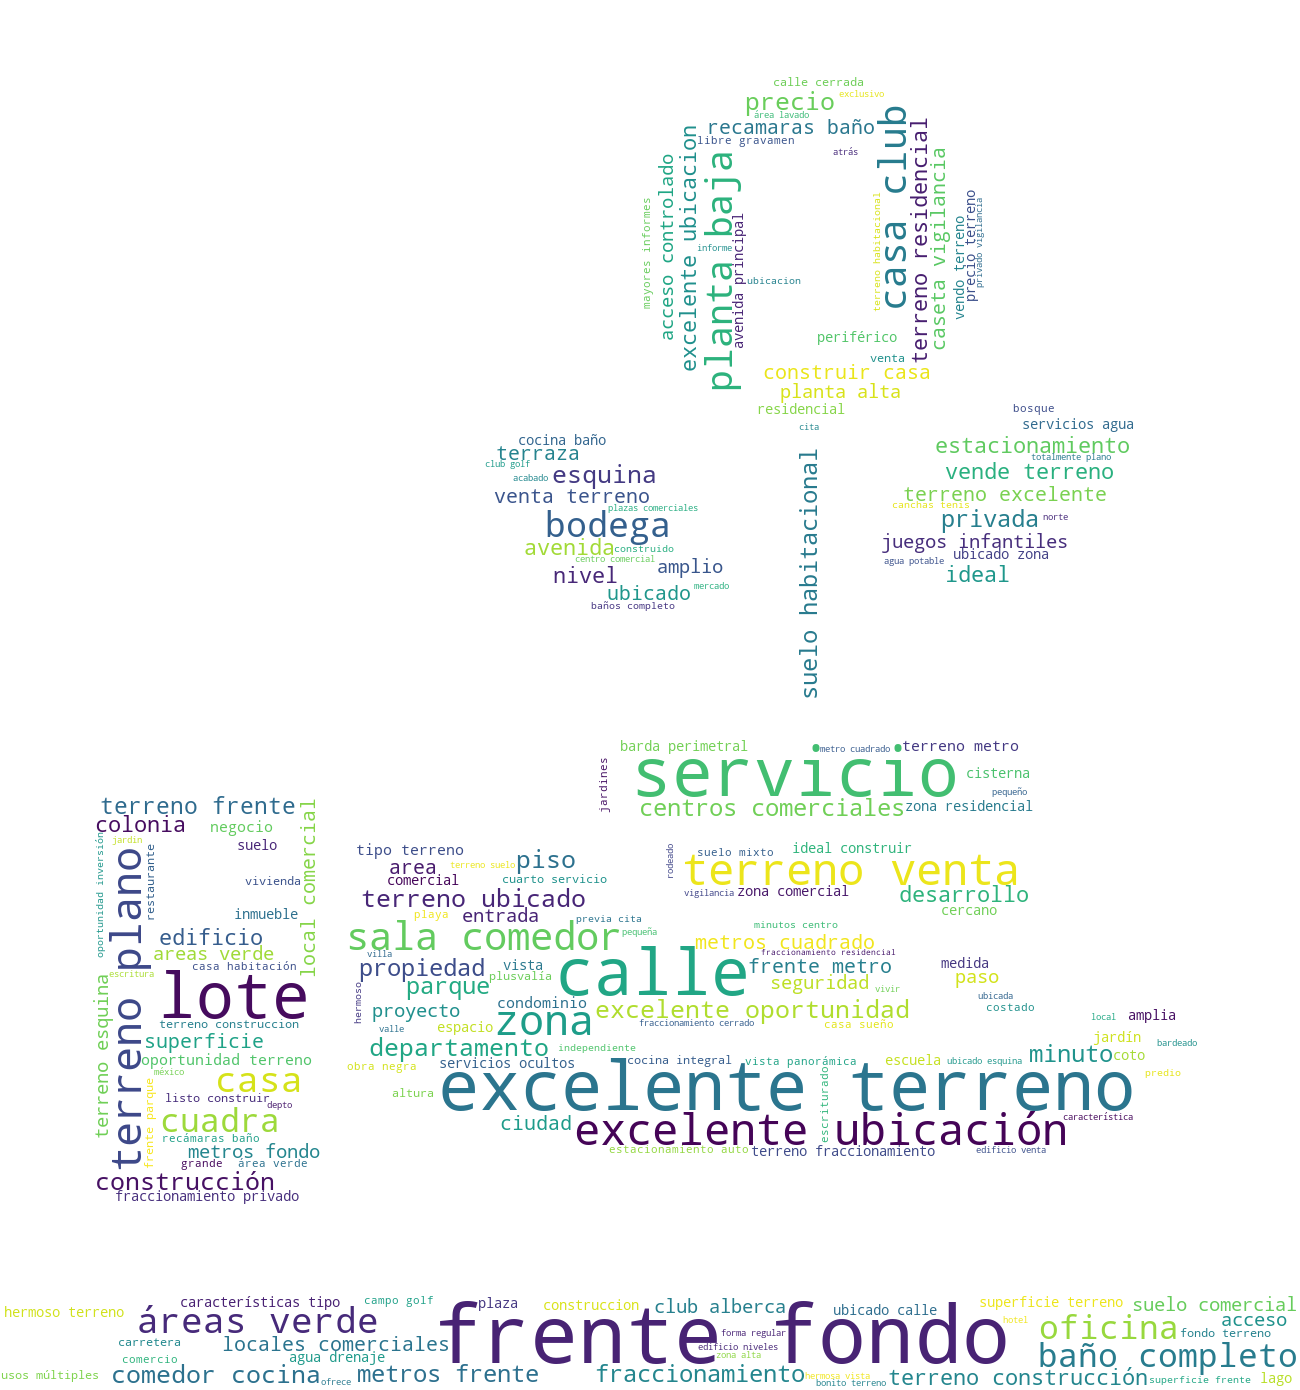 calle cerrada
precio
exclusivo
área lavado
recamaras baño
libre gravamen
atrás
casa club
terreno residencial
caseta vigilancia
excelente ubicacion
acceso controlado
mayores informes
planta baja
informe
avenida principal
ubicacion
terreno habitacional
vendo terreno
precio terreno
privado vigilancia
periférico
venta
construir casa
planta alta
residencial
cita
suelo habitacional
cocina baño
terraza
club golf
esquina
acabado
venta terreno
plazas comerciales
bodega
avenida
construido
centro comercial
nivel
amplio
ubicado
mercado
baños completo
bosque
servicios agua
estacionamiento
totalmente plano
vende terreno
terreno excelente
canchas tenis
privada
norte
juegos infantiles
ubicado zona
agua potable
ideal
barda perimetral
metro cuadrado
terreno metro
servicio
cisterna
jardines
pequeño
centros comerciales
zona residencial
terreno frente
colonia
negocio
local comercial
jardin
suelo
oportunidad inversión
restaurante
terreno plano
vivienda
inmueble
edificio
areas verde
casa habitación
escritura
lote
terreno esquina
terreno construccion
superficie
oportunidad terreno
méxico
casa
frente parque
listo construir
depto
cuadra
recámaras baño
metros fondo
grande
área verde
construcción
fraccionamiento privado
tipo terreno
area
terreno suelo
piso
comercial
cuarto servicio
terreno ubicado
playa
entrada
previa cita
sala comedor
pequeña
villa
propiedad
vista
plusvalía
parque
calle
hermoso
proyecto
condominio
valle
espacio
zona
departamento
independiente
obra negra
servicios ocultos
altura
rodeado
suelo mixto
ideal construir
terreno venta
vigilancia
zona comercial
desarrollo
cercano
minutos centro
metros cuadrado
fraccionamiento residencial
frente metro
medida
seguridad
vivir
paso
ubicada
costado
excelente oportunidad
fraccionamiento cerrado
casa sueño
local
amplia
jardín
bardeado
cocina integral
vista panorámica
escuela
ubicado esquina
minuto
coto
predio
excelente terreno
escriturado
ciudad
excelente ubicación
característica
estacionamiento auto
terreno fraccionamiento
edificio venta
hermoso terreno
características tipo
campo golf
plaza
construccion
club alberca
ubicado calle
superficie terreno
suelo comercial
áreas verde
frente fondo
hotel
oficina
acceso
fondo terreno
forma regular
carretera
locales comerciales
edificio niveles
comercio
agua drenaje
zona alta
baño completo
usos múltiples
comedor cocina
ofrece
metros frente
fraccionamiento
hermosa vista
bonito terreno
terreno construcción
superficie frente
lago